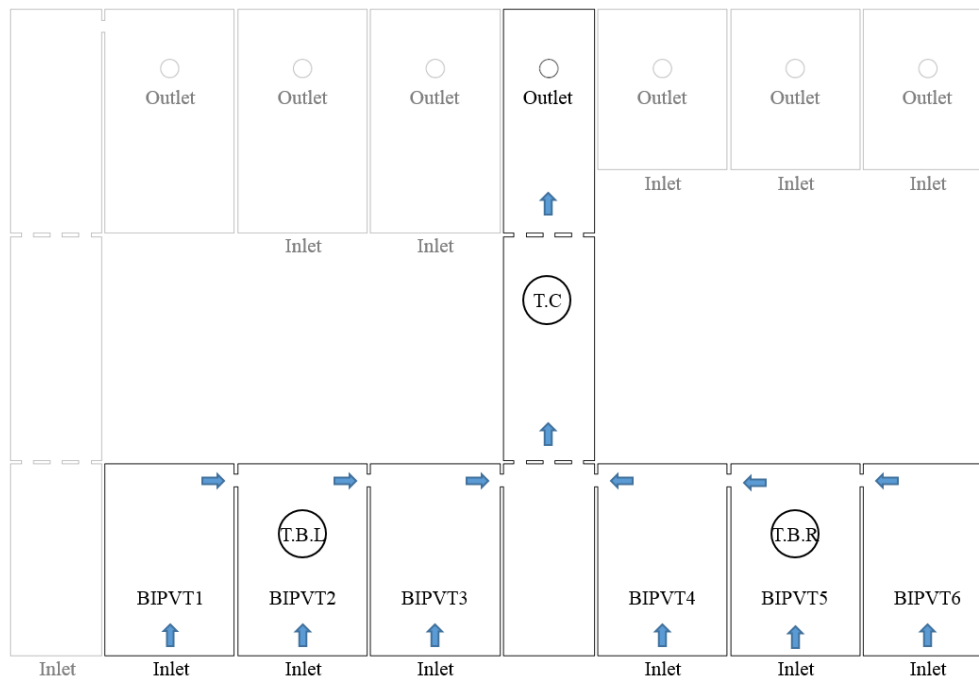 Outlet Outlet Outlet Outlet Outlet Outlet Outlet
Inlet Inlet Inlet
Inlet Inlet
T.C
T.B.L T.B.R
BIPVT1 BIPVT2 BIPVT3 BIPVT4 BIPVT5 BIPVT6
Inlet Inlet Inlet Inlet Inlet Inlet Inlet